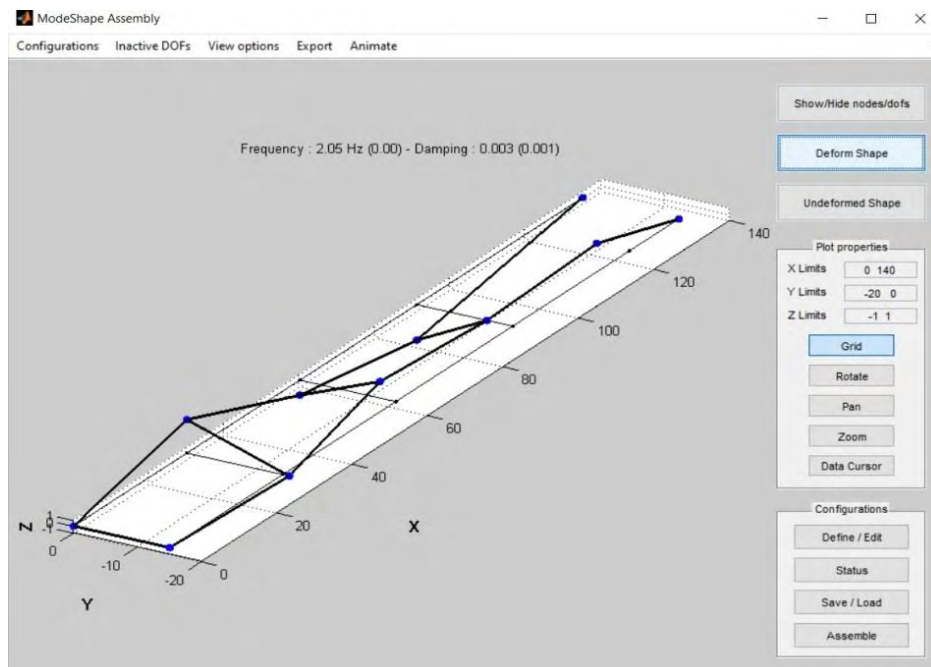 ModeShape Assembly
Configurations Inactive DOFs View options Export Animate
Show/Hide nodes/dofs
Frequency : 2.05 Hz (0.00) - Damping : 0.003 (0.001)
Deform Shape
Undeformed Shape
Plot properties
X Limits 0 140
Y Limits -20 0
Z Limits -1 1
Grid
Rotate
Pan
Zoom
Data Cursor
Configurations
Define / Edit
Status
Save / Load
Assemble
140
120
100
80
60
40
20
0
X
Z
1
0
-1
0
-10
-20
Y